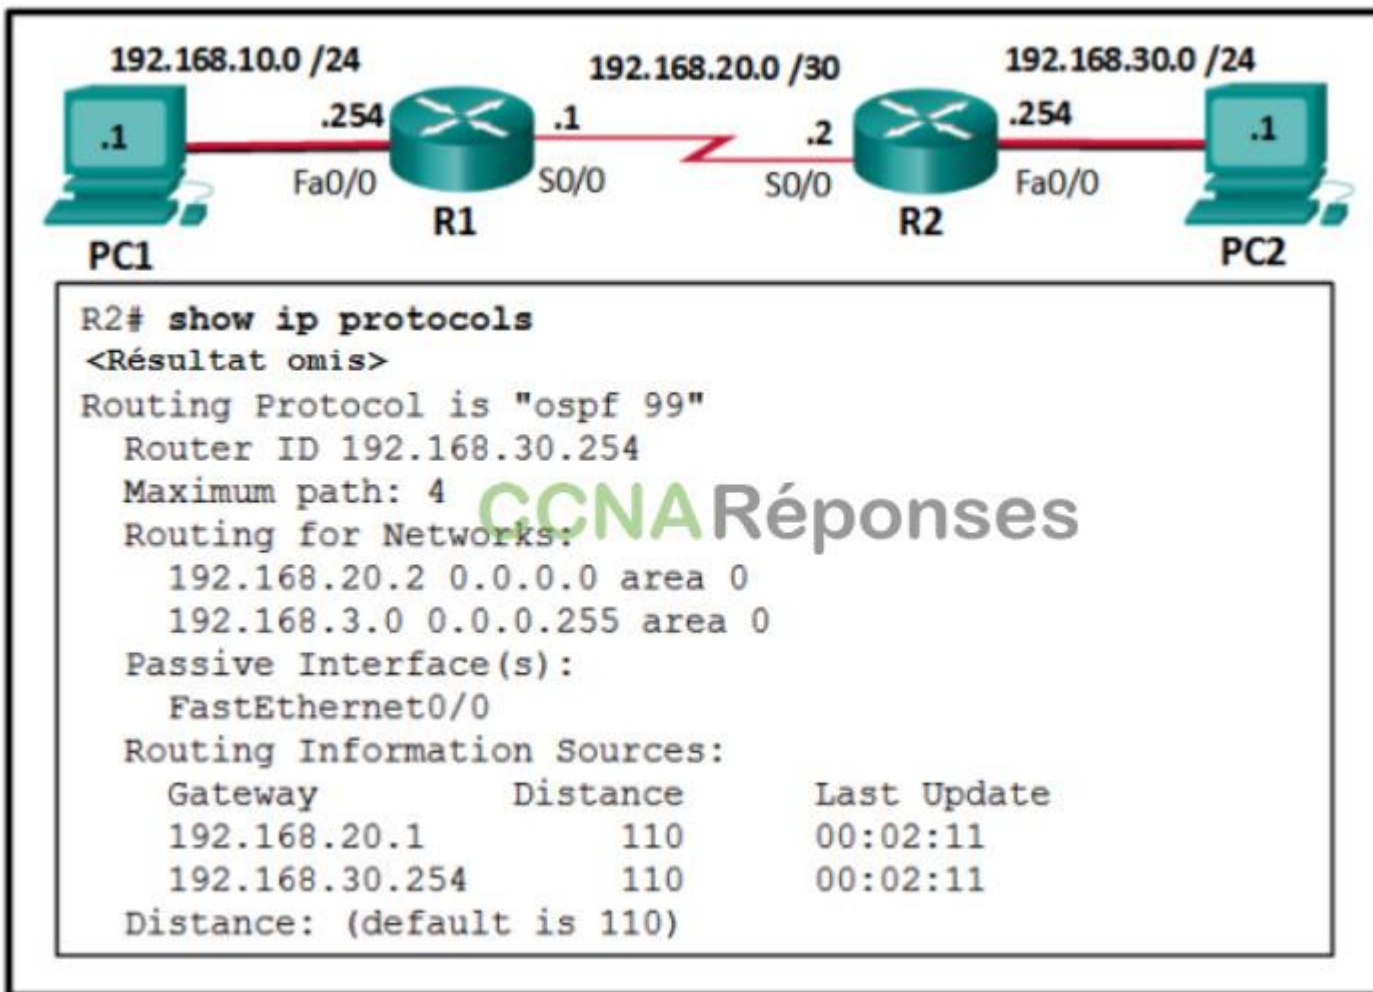 192.168.10.0 /24
192.168.20.0 /30
192.168.30.0 /24
.1
.254
.1
.2
.254
.1
Fa0/0
S0/0
S0/0
Fa0/0
PC1
R1
R2
PC2
R2# show ip protocols
<Résultat omis>
Routing Protocol is "ospf 99"
Router ID 192.168.30.254
Maximum path: 4
CCNARéponses
Routing for Networks:
192.168.20.2 0.0.0.0 area 0
192.168.3.0 0.0.0.255 area 0
Passive Interface(s):
FastEthernet0/0
Routing Information Sources:
Gateway Distance Last Update
192.168.20.1 110 00:02:11
192.168.30.254 110 00:02:11
Distance: (default is 110)